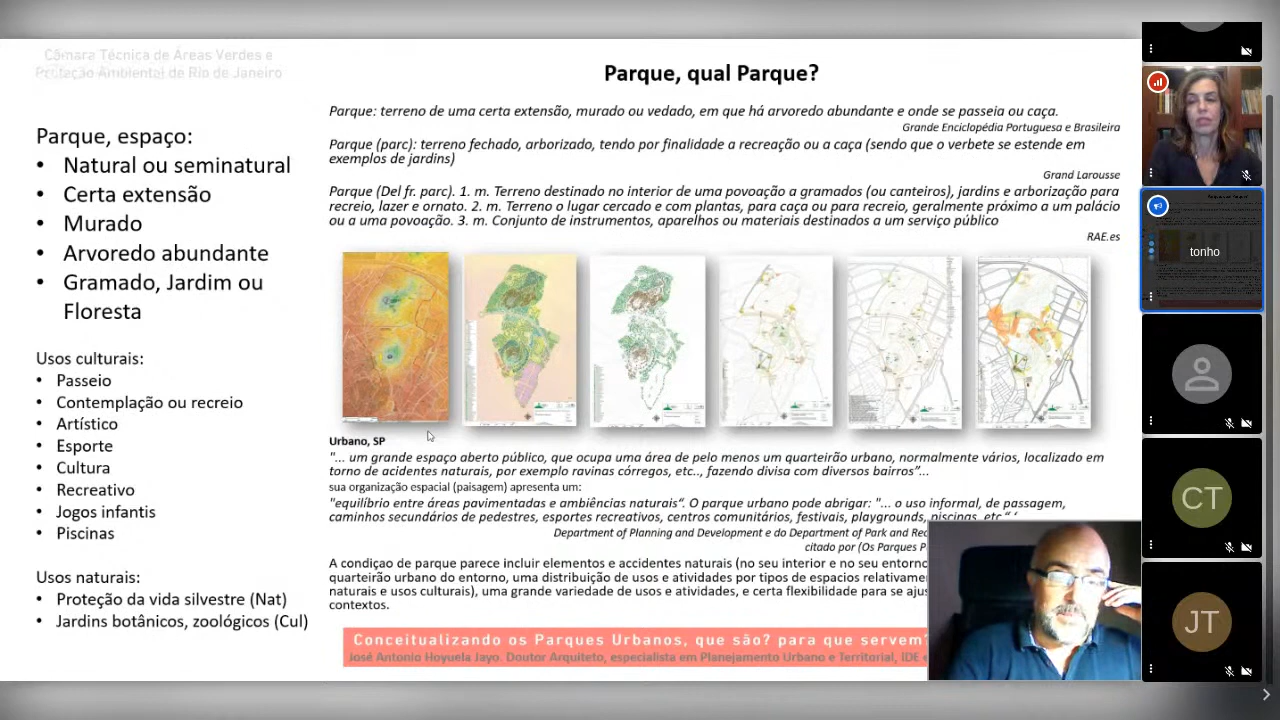 Câmara Técnica de Áreas Verdes e
Proteção Ambiental de Rio de Janeiro
Parque, espaço:
• Natural ou seminatural
• Certa extensão
• Murado
• Arvoredo abundante
• Gramado, Jardim ou
Floresta
Usos culturais:
• Passeio
• Contemplação ou recreio
• Artístico
• Esporte
• Cultura
• Recreativo
• Jogos infantis
• Piscinas
Usos naturais:
• Proteção da vida silvestre (Nat)
• Jardins botânicos, zoológicos (Cul)
Parque, qual Parque?
Parque: terreno de uma certa extensão, murado ou vedado, em que há arvoredo abundante e onde se passeia ou caça.
Grande Enciclopédia Portuguesa e Brasileira
Parque (parc): terreno fechado, arborizado, tendo por finalidade a recreação ou a caça (sendo que o verbete se estende em
exemplos de jardins)
Grand Larousse
Parque (Del fr. parc). 1. m. Terreno destinado no interior de uma povoação a gramados (ou canteiros), jardins e arborização para
recreio, lazer e ornato. 2. m. Terreno o lugar cercado e com plantas, para caça ou para recreio, geralmente próximo a um palácio
ou a uma povoação. 3. m. Conjunto de instrumentos, aparelhos ou materiais destinados a um serviço público
RAE.es
Urbano, SP
"... um grande espaço aberto público, que ocupa uma área de pelo menos um quarteirão urbano, normalmente vários, localizado em
torno de acidentes naturais, por exemplo ravinas córregos, etc.., fazendo divisa com diversos bairros"...
sua organização espacial (paisagem) apresenta um:
"equilíbrio entre áreas pavimentadas e ambiências naturais“. O parque urbano pode abrigar: "... o uso informal, de passagem,
caminhos secundários de pedestres, esportes recreativos, centros comunitários, festivais, playgrounds, piscinas, etc."
Department of Planning and Development e do Department of Park and
citado por (Os Parques
A condiçao de parque parece incluir elementos e accidentes naturais (no seu interior e no seu entorno
quarteirão urbano do entorno, uma distribuição de usos e atividades por tipos de espacios
naturais e usos culturais), uma grande variedade de usos e atividades, e certa flexibilidade para se
contextos.
Conceitualizando os Parques Urbanos, que são? para que servem?
José Antonio Hoyuela Jayo. Doutor Arquiteto, especialista em Planejamento Urbano e Territorial, IDE
tonho
CT
JT